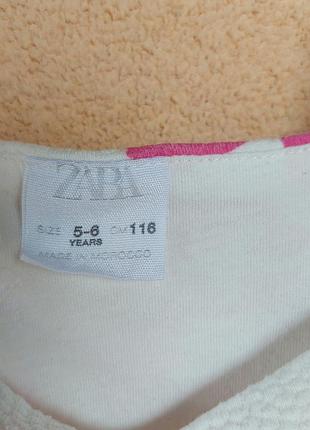 ZARA
SIZE 5-6 CM 116
YEARS
MADE IN MOROCCO